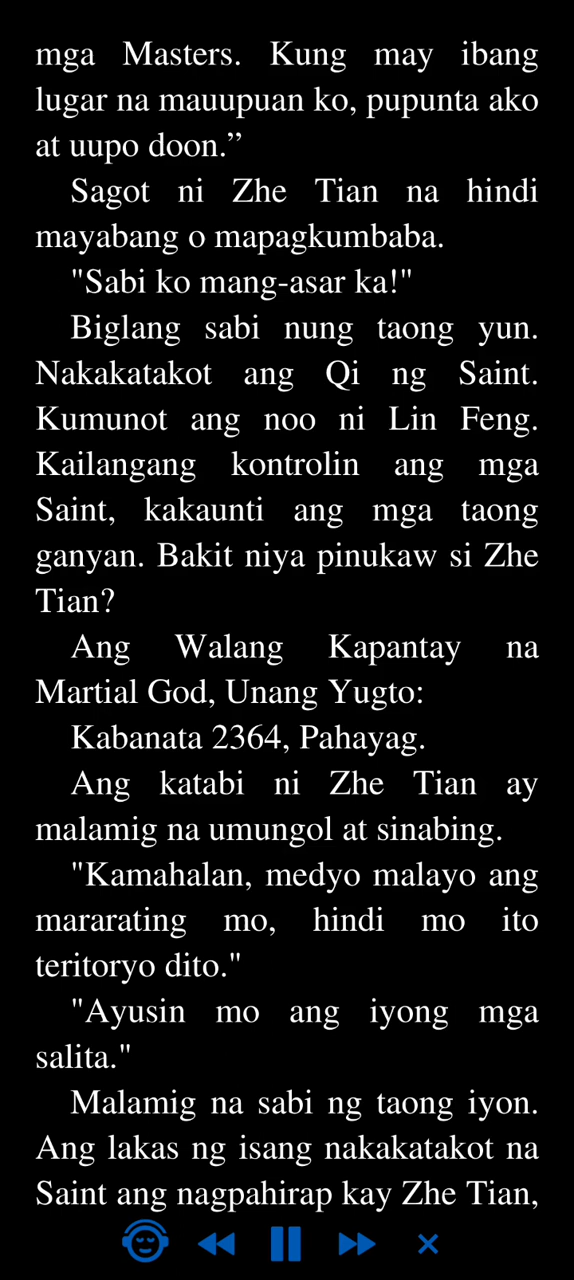 mga Masters. Kung may ibang
lugar na mauupuan ko, pupunta ako
at uupo doon.”
Sagot ni Zhe Tian na hindi
mayabang o mapagkumbaba.
"Sabi ko mang-asar ka!"
Biglang sabi nung taong yun.
Nakakatakot ang Qi ng Saint.
Kumunot ang noo ni Lin Feng.
Kailangang kontrolin ang mga
Saint, kakaunti ang mga taong
ganyan. Bakit niya pinukaw si Zhe
Tian?
Ang Walang Kapantay na
Martial God, Unang Yugto:
Kabanata 2364, Pahayag.
Ang katabi ni Zhe Tian ay
malamig na umungol at sinabing.
"Kamahalan, medyo malayo ang
mararating mo, hindi mo ito
teritoryo dito."
"Ayusin mo ang iyong mga
salita."
Malamig na sabi ng taong iyon.
Ang lakas ng isang nakakatakot na
Saint ang nagpahirap kay Zhe Tian,